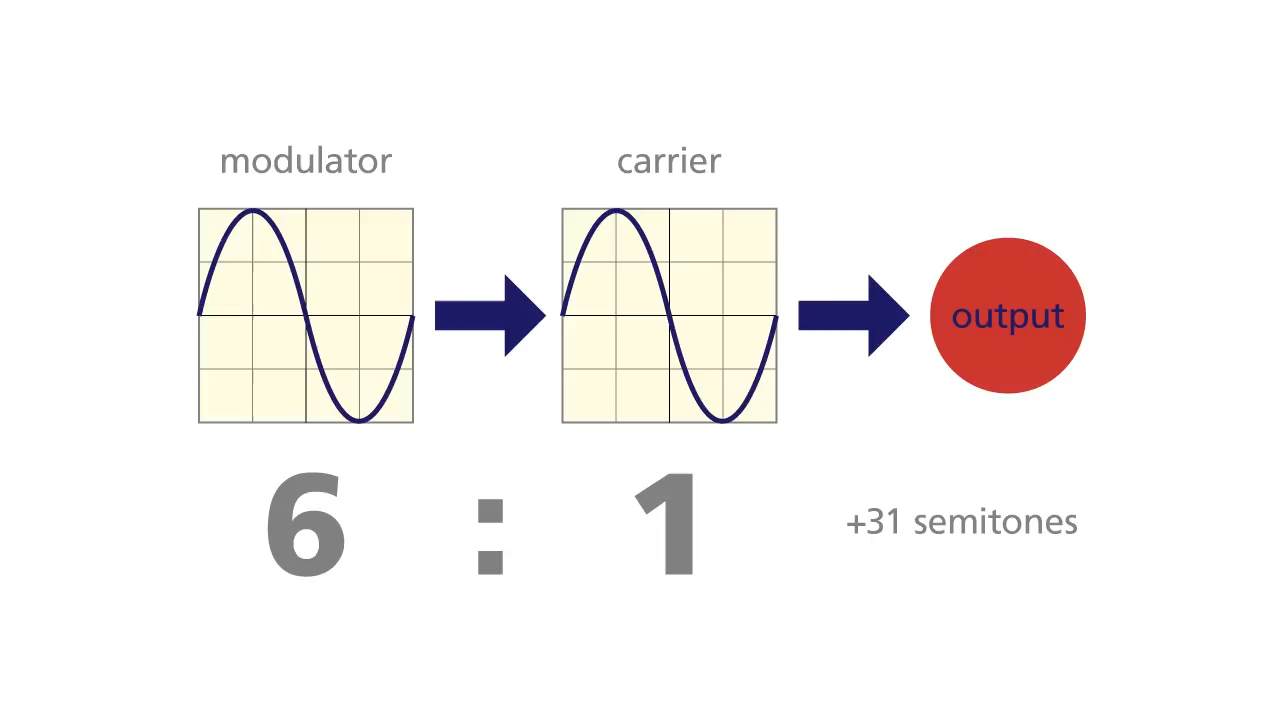 modulator
carrier
output
6 : 1
+31 semitones